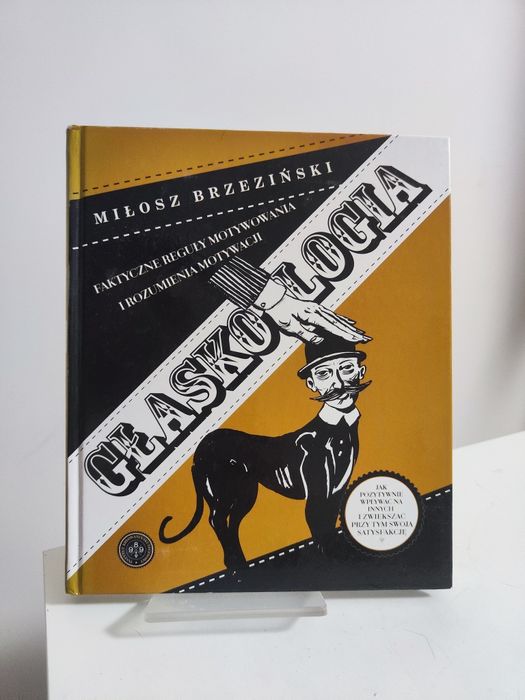 MIŁOSZ BRZEZIŃSKI
FAKTYCZNE REGUŁY MOTYWOWANIA
I ROZUMIENIA MOTYWACJI
GŁASKOLOGIA
JAK
POZYTYWNIE
WPŁYWAĆ NA
INNYCH
I ZWIĘKSZAĆ
PRZY TYM SWOJĄ
SATYSFAKCJĘ